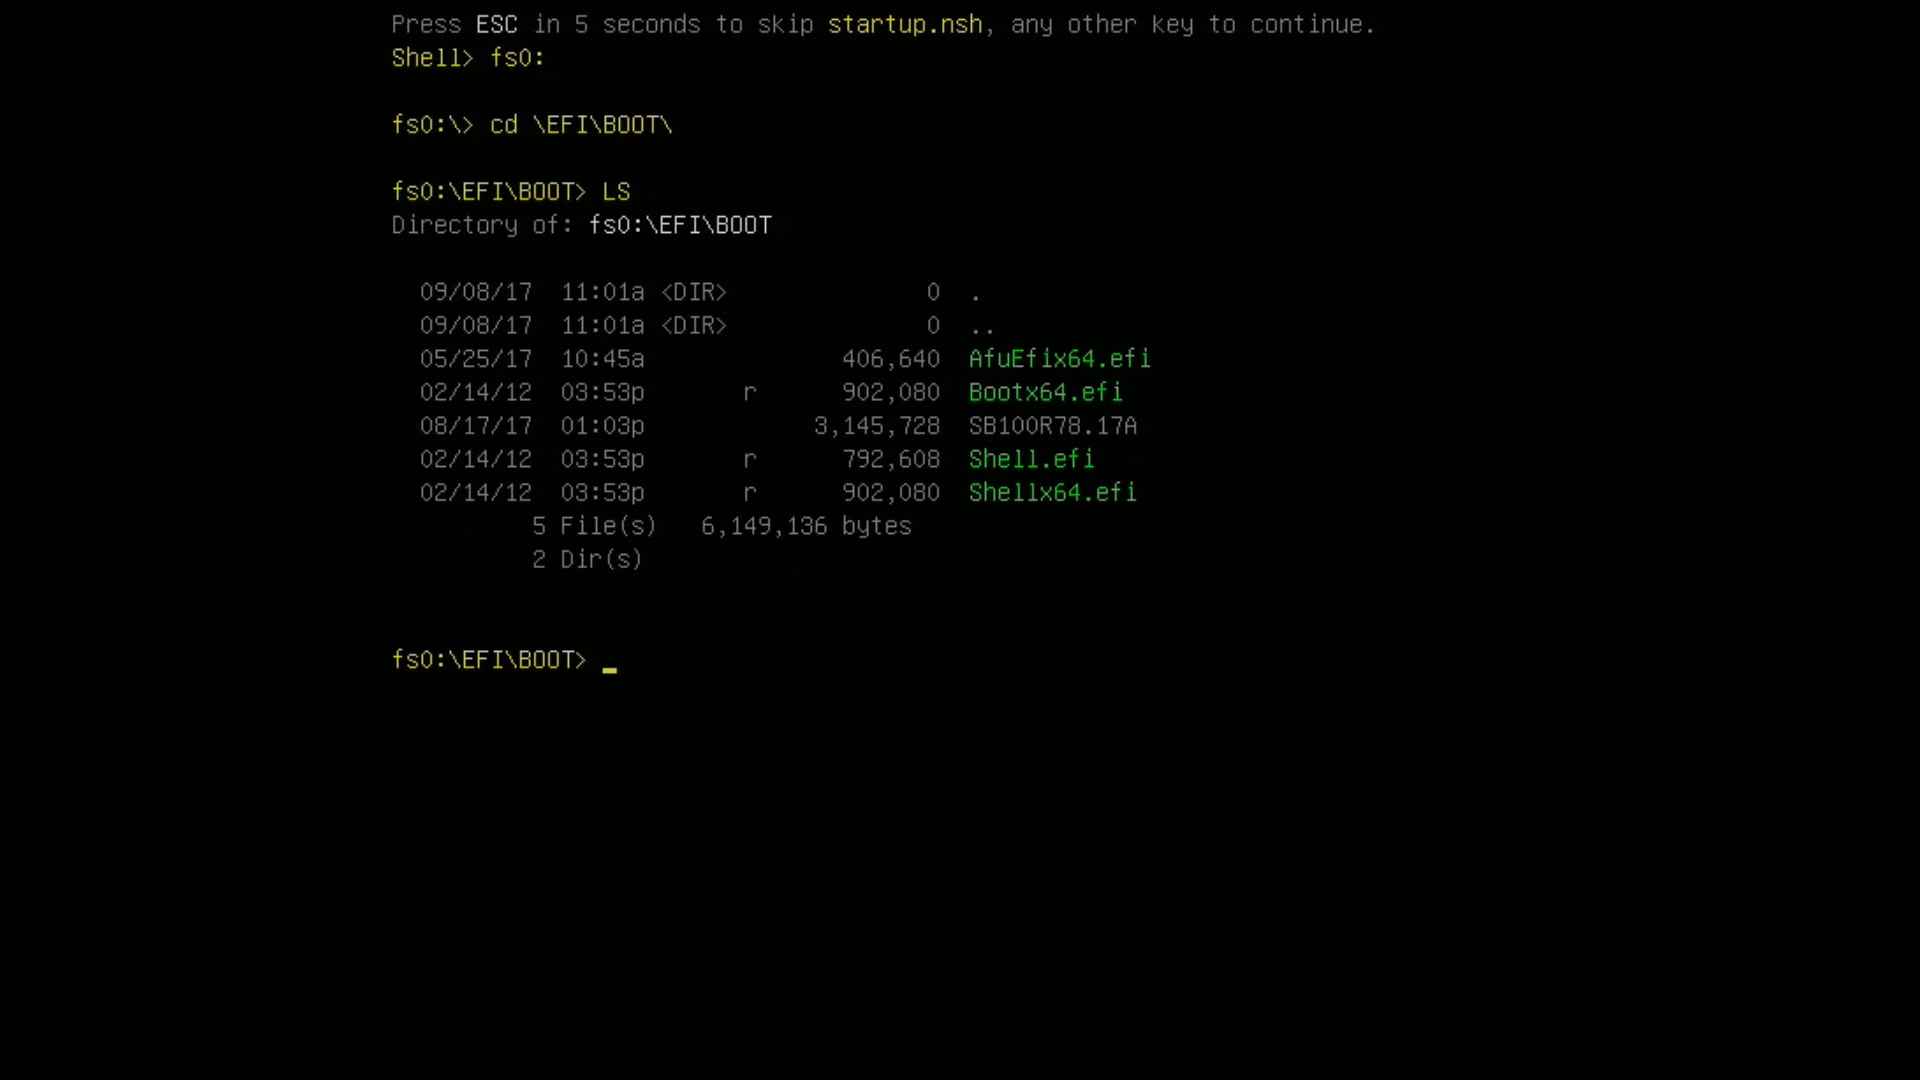 Press ESC in 5 seconds to skip startup.nsh, any other key to continue.
Shell> fs0:
fs0:\> cd \EFI\BOOT\
fs0:\EFI\BOOT> LS
Directory of: fs0:\EFI\BOOT
09/08/17 11:01a <DIR> 0 .
09/08/17 11:01a <DIR> 0 ..
05/25/17 10:45a 406,640 AfuEfix64.efi
02/14/12 03:53p r 902,080 Bootx64.efi
08/17/17 01:03p 3,145,728 SB100R78.17A
02/14/12 03:53p r 792,608 Shell.efi
02/14/12 03:53p r 902,080 Shellx64.efi
5 File(s) 6,149,136 bytes
2 Dir(s)
fs0:\EFI\BOOT> _